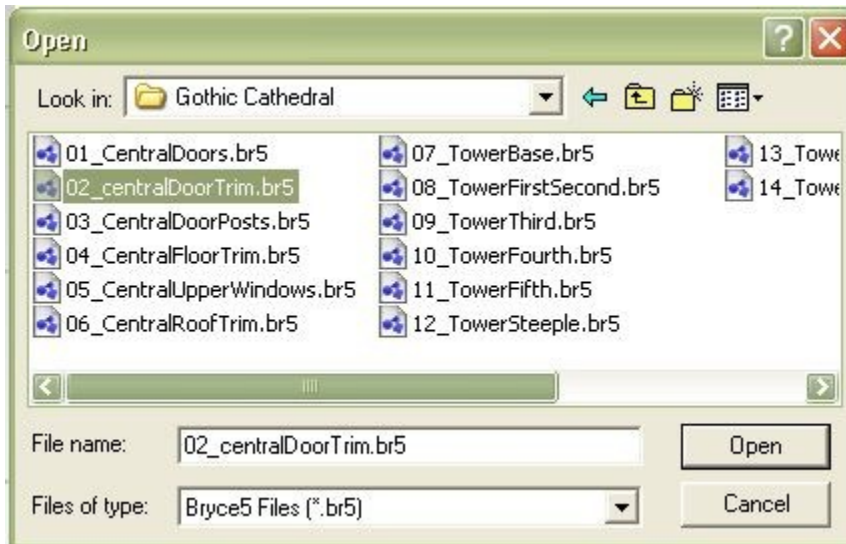 Open
Look in: Gothic Cathedral
01_CentralDoors.br5
02_centralDoorTrim.br5
03_CentralDoorPosts.br5
04_CentralFloorTrim.br5
05_CentralUpperWindows.br5
06_CentralRoofTrim.br5
07_TowerBase.br5
08_TowerFirstSecond.br5
09_TowerThird.br5
10_TowerFourth.br5
11_TowerFifth.br5
12_TowerSteeple.br5
13_Towe
14_Towe
File name: 02_centralDoorTrim.br5 Open
Files of type: Bryce5 Files (*.br5) Cancel